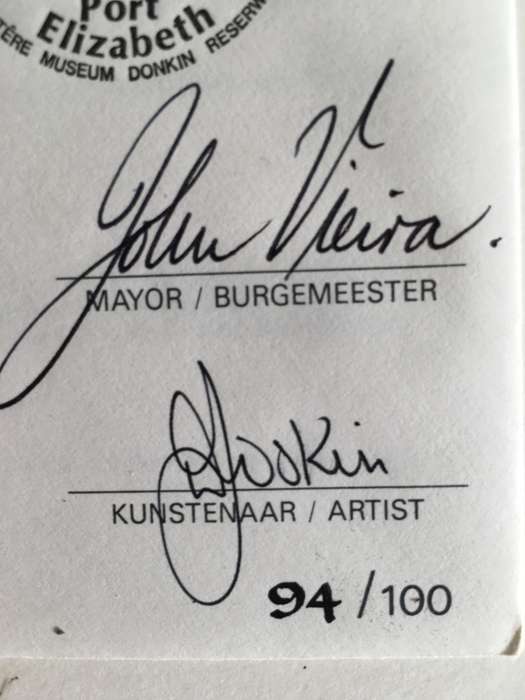 Port
Elizabeth
MUSEUM DONKIN
John Vieira.
MAYOR / BURGEMEESTER
KUNSTENAAR / ARTIST
94 /100